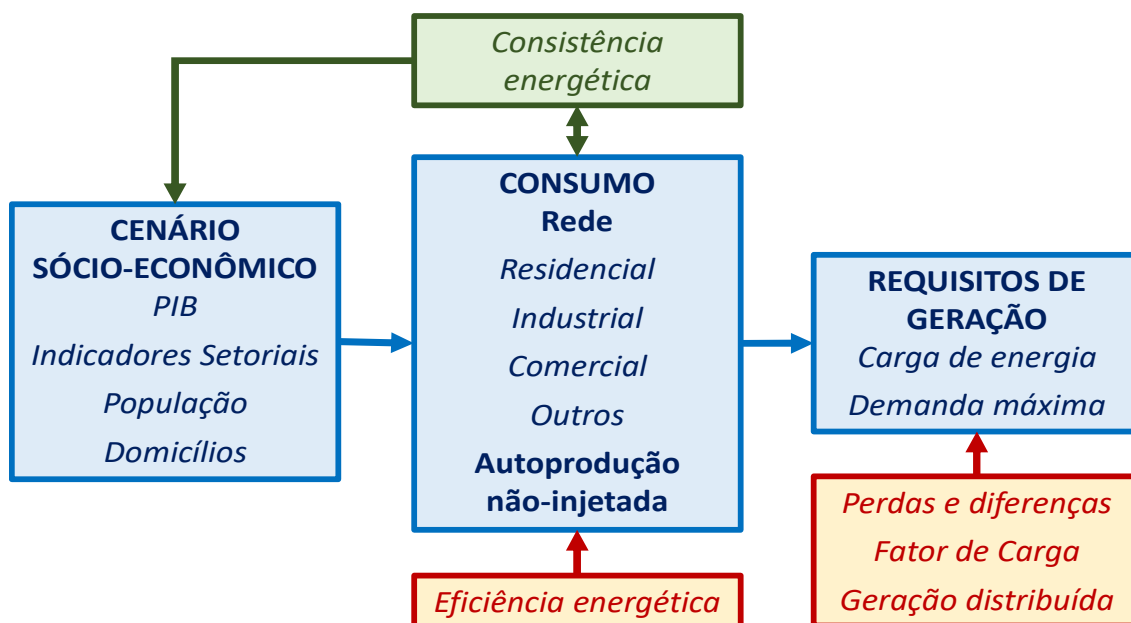 Consistência
energética
CENÁRIO
SÓCIO-ECONÔMICO
PIB
Indicadores Setoriais
População
Domicílios
CONSUMO
Rede
Residencial
Industrial
Comercial
Outros
Autoprodução
não-injetada
REQUISITOS DE
GERAÇÃO
Carga de energia
Demanda máxima
Eficiência energética
Perdas e diferenças
Fator de Carga
Geração distribuída